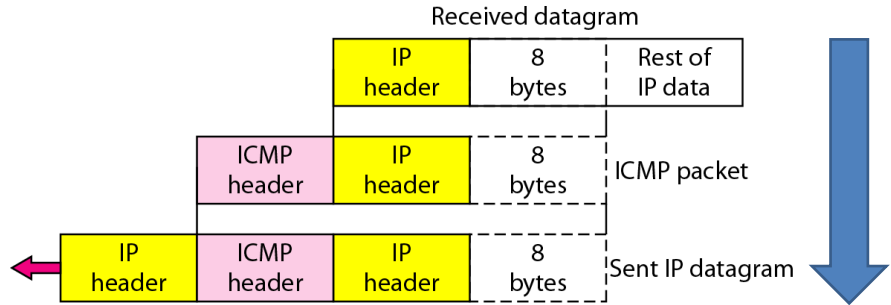 Received datagram
IP
header
8
bytes
Rest of
IP data
ICMP
header
IP
header
8
bytes
ICMP packet
IP
header
ICMP
header
IP
header
8
bytes
Sent IP datagram